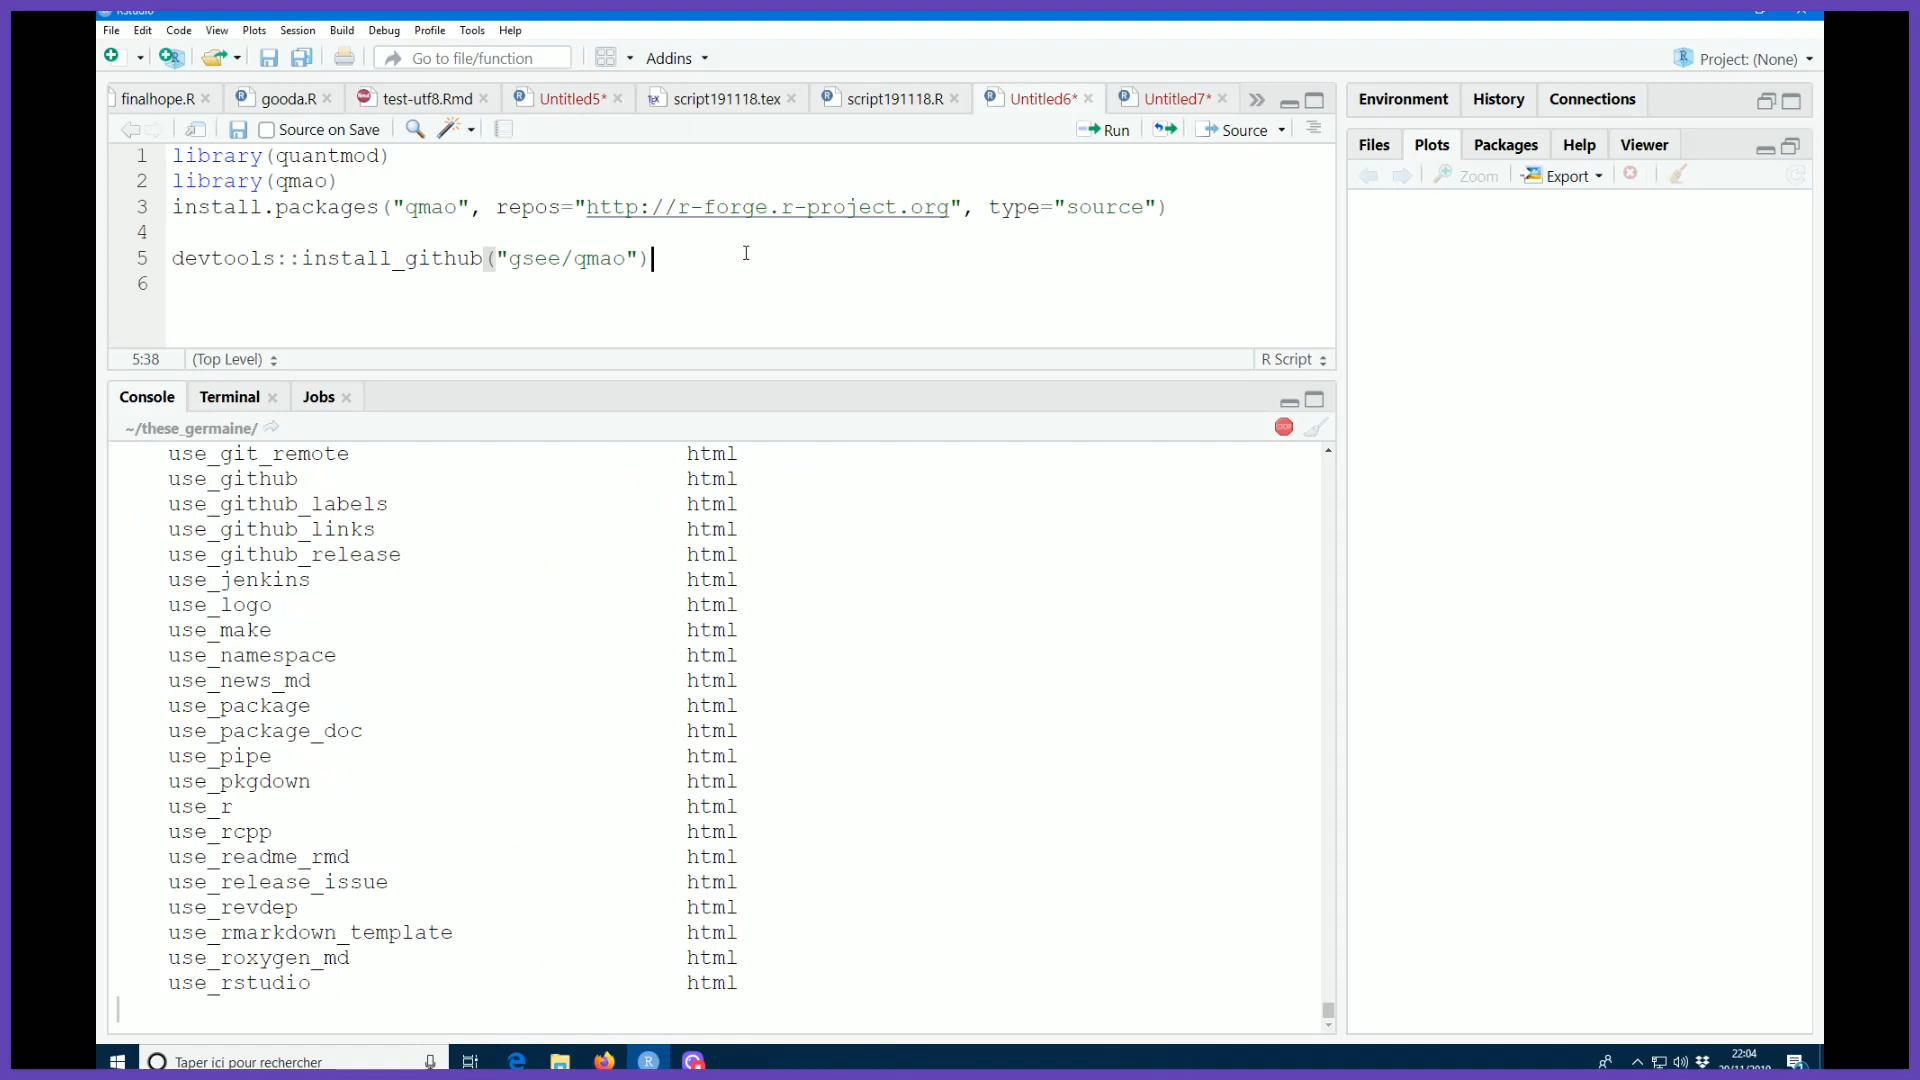 RStudio
File Edit Code View Plots Session Build Debug Profile Tools Help
Go to file/function Addins Project: (None)
finalhope.R gooda.R test-utf8.Rmd Untitled5* script191118.tex script191118.R Untitled6* Untitled7*
Source on Save Run Source
1 library(quantmod)
2 library(qmao)
3 install.packages("qmao", repos="http://r-forge.r-project.org", type="source")
4
5 devtools::install_github("gsee/qmao")
6
5:38 (Top Level) R Script
Console Terminal Jobs
~/these_germaine/
use_git_remote html
use_github html
use_github_labels html
use_github_links html
use_github_release html
use_jenkins html
use_logo html
use_make html
use_namespace html
use_news_md html
use_package html
use_package_doc html
use_pipe html
use_pkgdown html
use_r html
use_rcpp html
use_readme_rmd html
use_release_issue html
use_revdep html
use_rmarkdown_template html
use_roxygen_md html
use_rstudio html
Environment History Connections
Files Plots Packages Help Viewer
Zoom Export
Taper ici pour rechercher
22:04